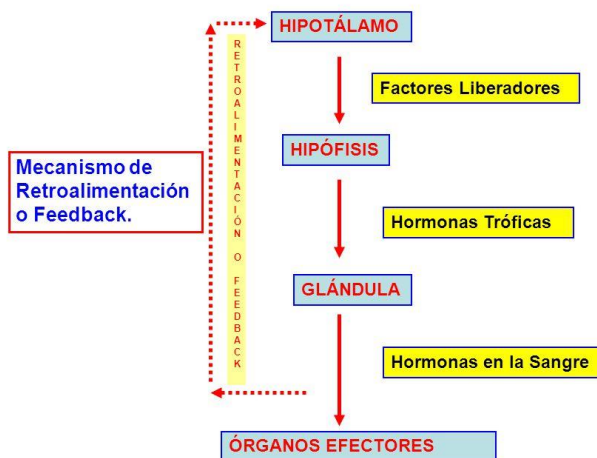 HIPOTÁLAMO
Factores Liberadores
HIPÓFISIS
Mecanismo de
Retroalimentación
o Feedback.
RETROALIMENTACIÓN O FEEDBACK
Hormonas Tróficas
GLÁNDULA
Hormonas en la Sangre
ÓRGANOS EFECTORES